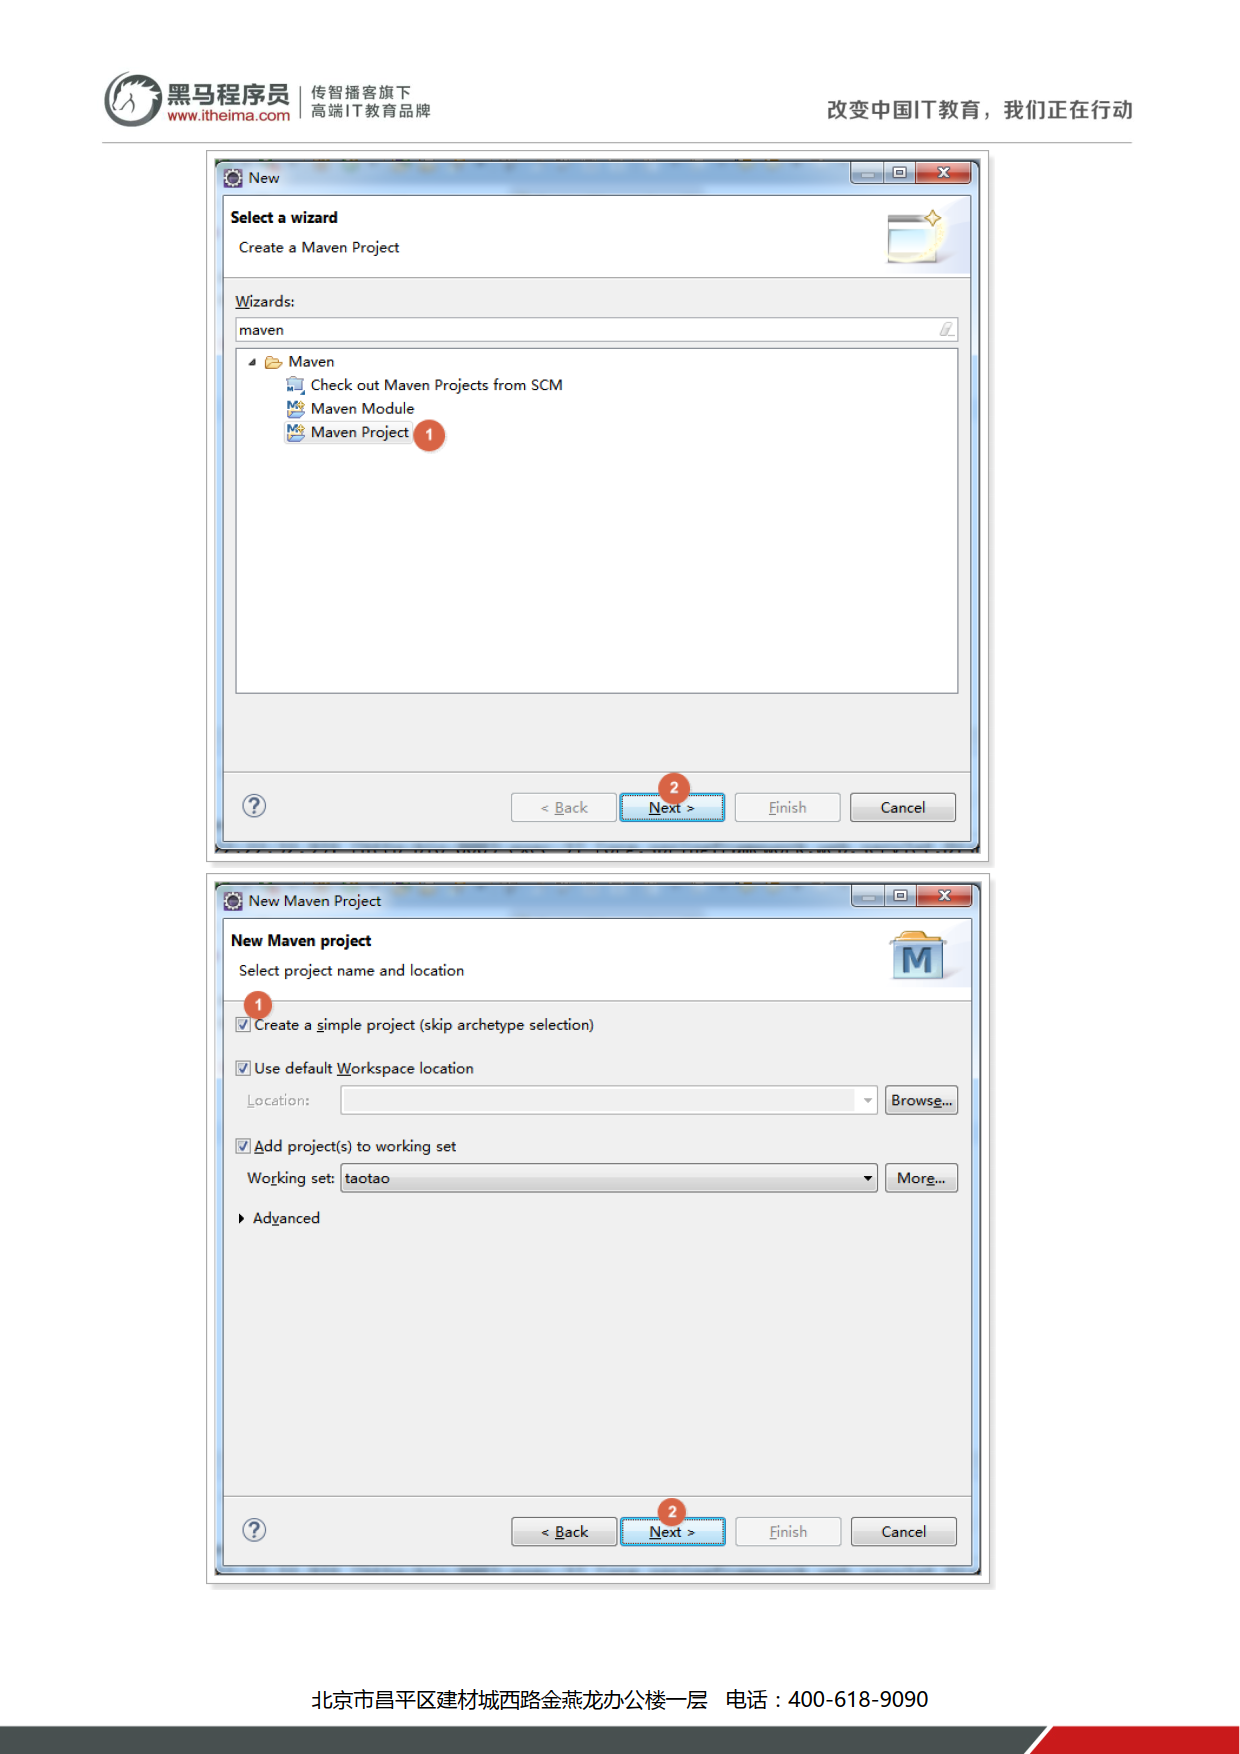 黑马程序员
www.itheima.com
传智播客旗下
高端IT教育品牌
改变中国IT教育，我们正在行动
New
Select a wizard
Create a Maven Project
Wizards:
maven
Maven
Check out Maven Projects from SCM
Maven Module
Maven Project 1
2
< Back Next > Finish Cancel
New Maven Project
New Maven project
Select project name and location
M
1
Create a simple project (skip archetype selection)
Use default Workspace location
Location: Browse...
Add project(s) to working set
Working set: taotao More...
Advanced
2
< Back Next > Finish Cancel
北京市昌平区建材城西路金燕龙办公楼一层 电话：400-618-9090